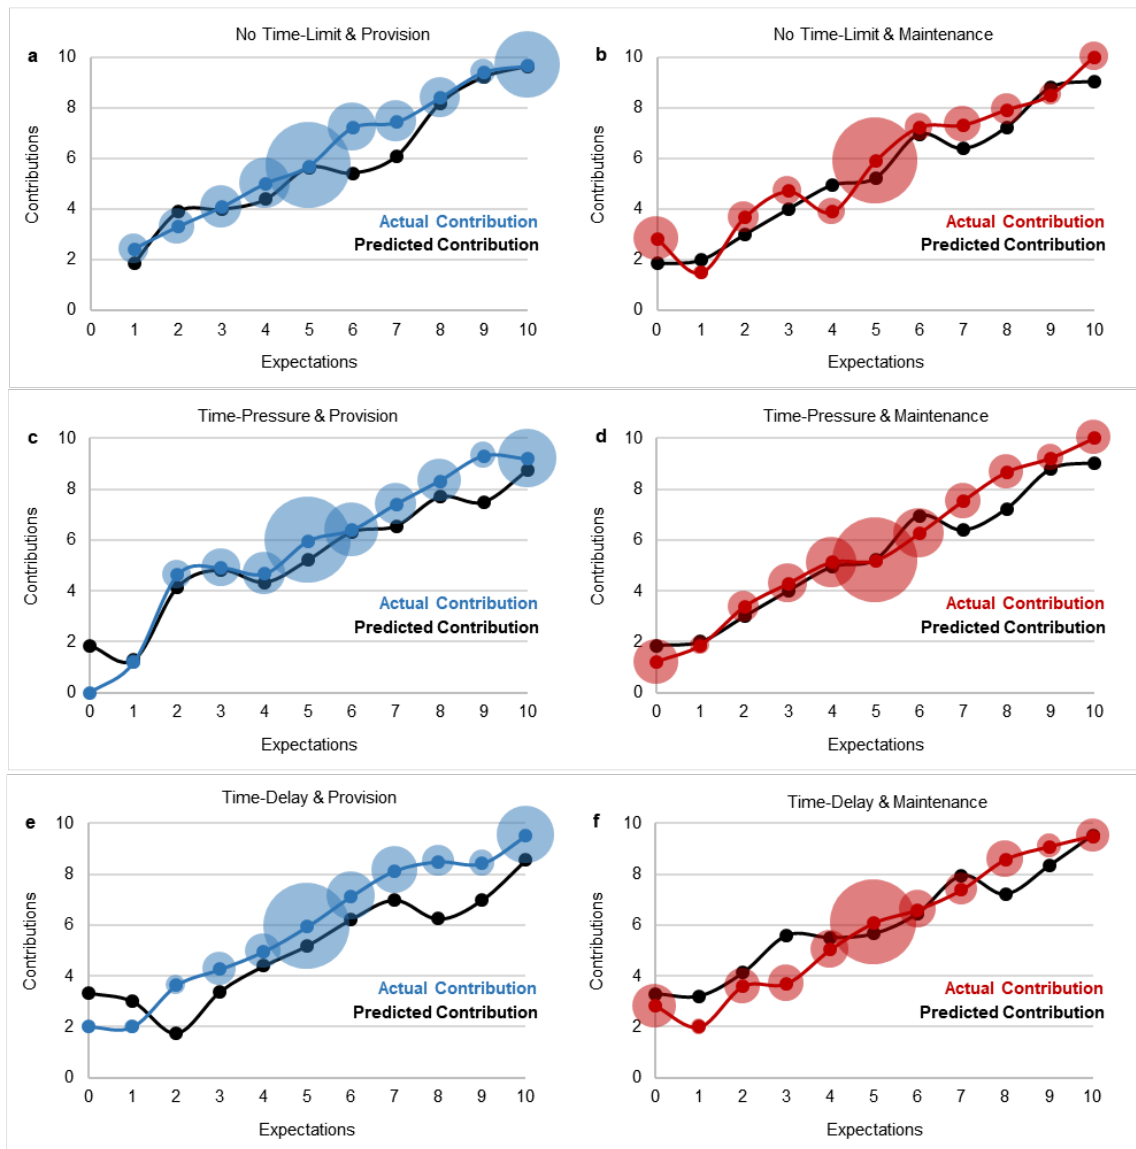 a
No Time-Limit & Provision
10
8
6
4
2
0
Contributions
Actual Contribution
Predicted Contribution
0 1 2 3 4 5 6 7 8 9 10
Expectations
b
No Time-Limit & Maintenance
10
8
6
4
2
0
Contributions
Actual Contribution
Predicted Contribution
0 1 2 3 4 5 6 7 8 9 10
Expectations
c
Time-Pressure & Provision
10
8
6
4
2
0
Contributions
Actual Contribution
Predicted Contribution
0 1 2 3 4 5 6 7 8 9 10
Expectations
d
Time-Pressure & Maintenance
10
8
6
4
2
0
Contributions
Actual Contribution
Predicted Contribution
0 1 2 3 4 5 6 7 8 9 10
Expectations
e
Time-Delay & Provision
10
8
6
4
2
0
Contributions
Actual Contribution
Predicted Contribution
0 1 2 3 4 5 6 7 8 9 10
Expectations
f
Time-Delay & Maintenance
10
8
6
4
2
0
Contributions
Actual Contribution
Predicted Contribution
0 1 2 3 4 5 6 7 8 9 10
Expectations